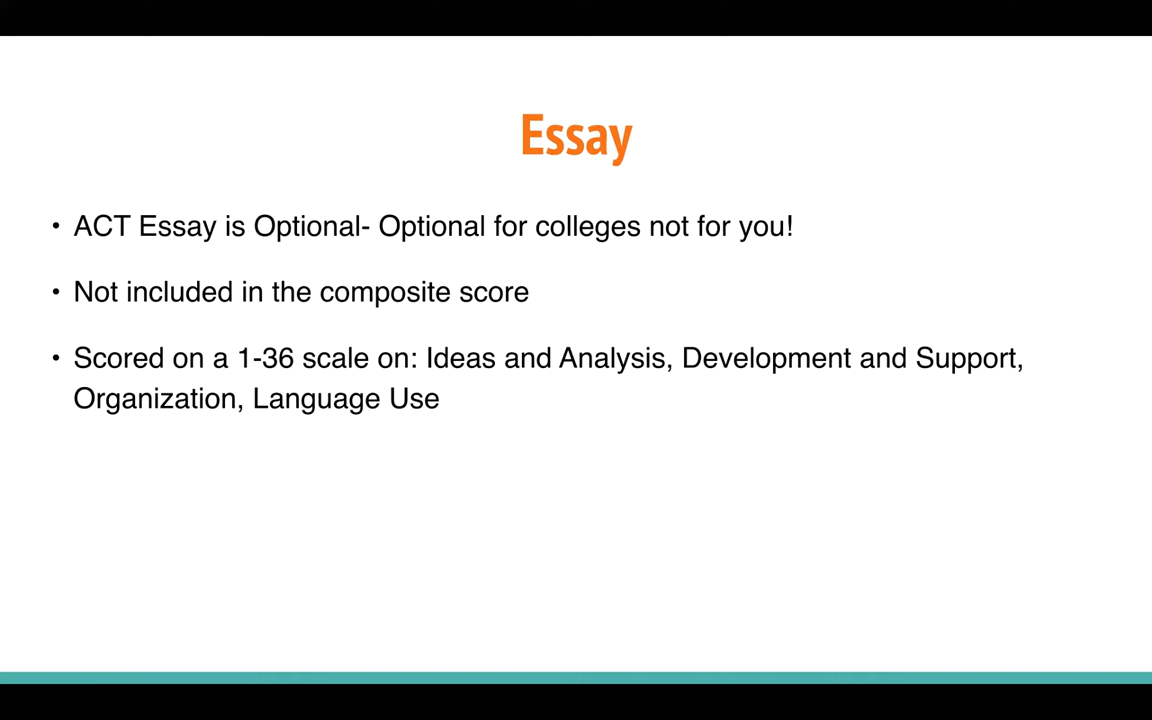 Essay
• ACT Essay is Optional- Optional for colleges not for you!
• Not included in the composite score
• Scored on a 1-36 scale on: Ideas and Analysis, Development and Support,
Organization, Language Use